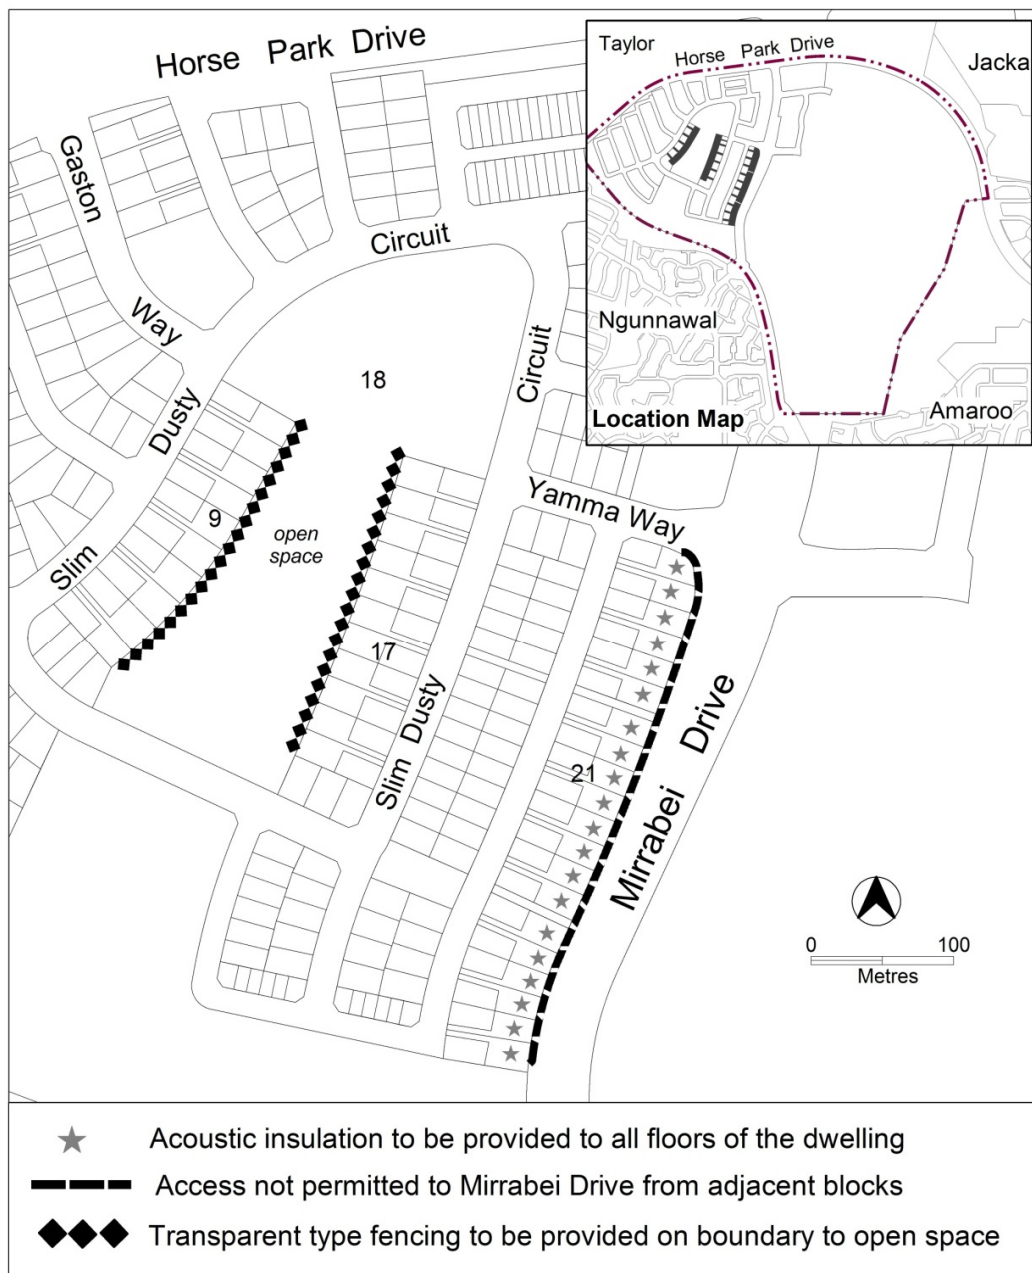 Horse Park Drive
Gaston
Way
Circuit
Circuit
18
Dusty
Slim
9
open
space
17
Slim Dusty
Yamma Way
21
Mirrabei Drive
Taylor
Horse Park Drive
Jacka
Ngunnawal
Location Map
Amaroo
0 100
Metres
Acoustic insulation to be provided to all floors of the dwelling
Access not permitted to Mirrabei Drive from adjacent blocks
Transparent type fencing to be provided on boundary to open space